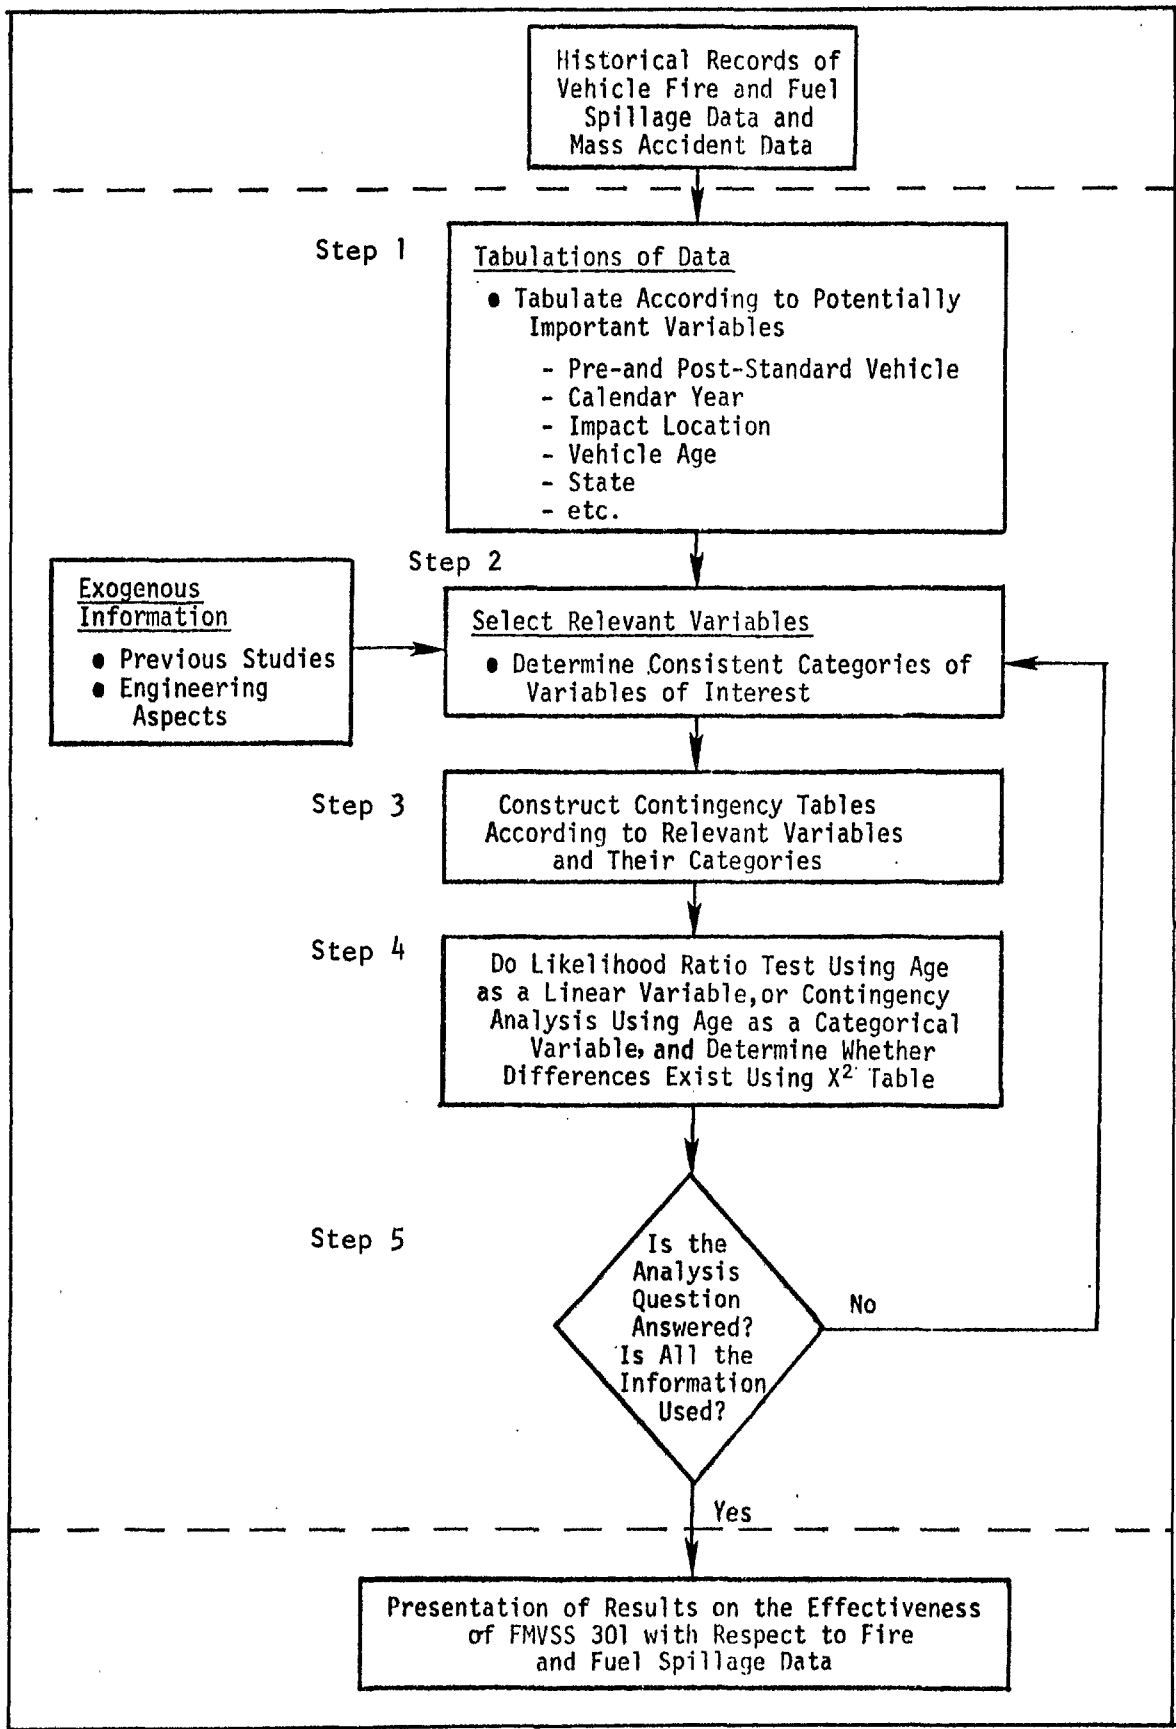 Historical Records of
Vehicle Fire and Fuel
Spillage Data and
Mass Accident Data
Step 1
Tabulations of Data
● Tabulate According to Potentially
Important Variables
- Pre-and Post-Standard Vehicle
- Calendar Year
- Impact Location
- Vehicle Age
- State
- etc.
Step 2
Exogenous
Information
● Previous Studies
● Engineering
Aspects
Select Relevant Variables
● Determine Consistent Categories of
Variables of Interest
Step 3
Construct Contingency Tables
According to Relevant Variables
and Their Categories
Step 4
Do Likelihood Ratio Test Using Age
as a Linear Variable, or Contingency
Analysis Using Age as a Categorical
Variable, and Determine Whether
Differences Exist Using X² Table
Step 5
Is the
Analysis
Question
Answered?
Is All the
Information
Used?
No
Yes
Presentation of Results on the Effectiveness
of FMVSS 301 with Respect to Fire
and Fuel Spillage Data